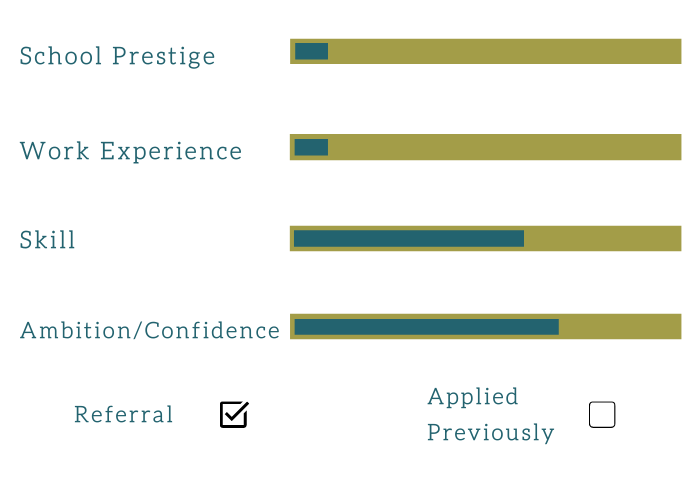 School Prestige
Work Experience
Skill
Ambition/Confidence
Referral
Applied
Previously